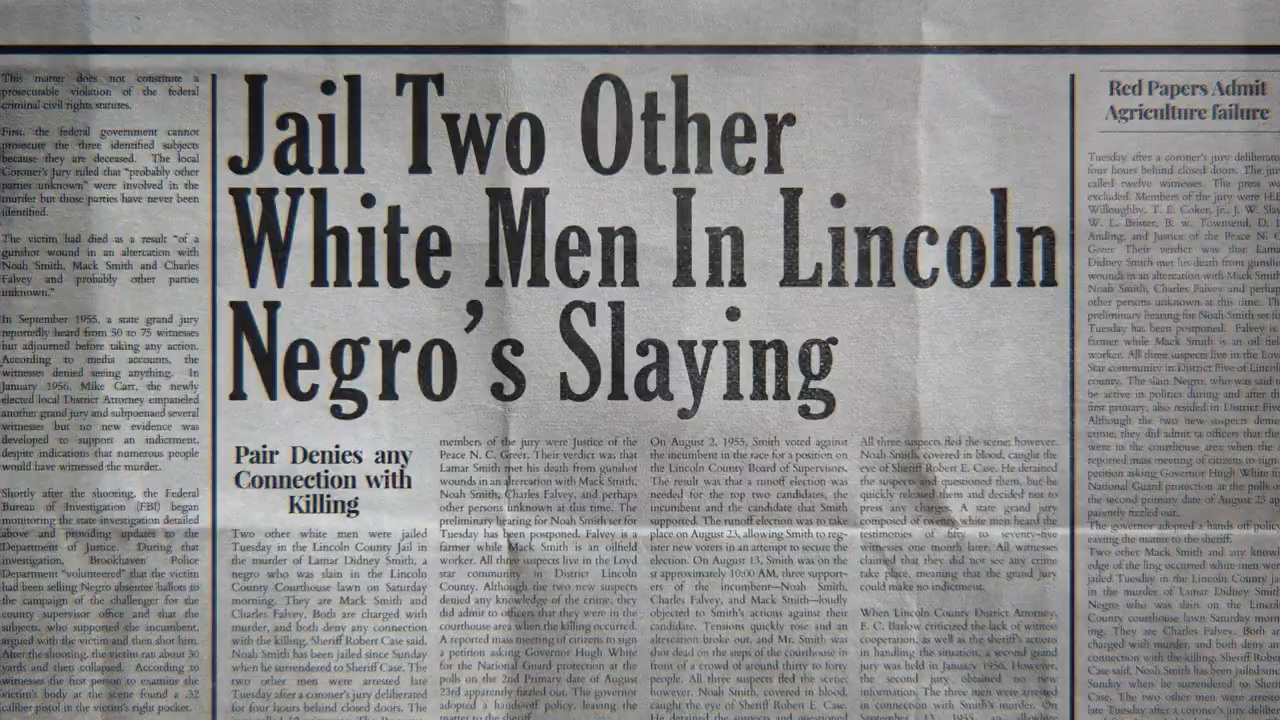 This matter does not constitute a
prosecutable violation of the federal
criminal civil rights statutes.
First, the federal government cannot
prosecute the three identified subjects
because they are deceased. The local
Coroner's Jury ruled that "probably other
parties unknown" were involved in the
murder but those parties have never been
identified.
The victim had died as a result "of a
gunshot wound in an altercation with
Noah Smith, Mack Smith and Charles
Falvey and probably other parties
unknown."
In September 1955, a state grand jury
reportedly heard from 50 to 75 witnesses
but adjourned before taking any action.
According to media accounts, the
witnesses denied seeing anything. In
January 1956, Mike Carr, the newly
elected local District Attorney empaneled
another grand jury and subpoenaed several
witnesses but no new evidence was
developed to support an indictment,
despite indications that numerous people
would have witnessed the murder.
Shortly after the shooting, the Federal
Bureau of Investigation (FBI) began
monitoring the state investigation detailed
above and providing updates to the
Department of Justice. During that
investigation, Brookhaven Police
Department "volunteered" that the victim
had been selling Negro absentee ballots to
the campaign of the challenger for the
county supervisor office and that the
subjects, who supported the incumbent,
argued with the victim and then shot him.
After the shooting, the victim ran about 30
yards and then collapsed. According to
witnesses the first person to examine the
victim's body at the scene found a .32
caliber pistol in the victim's right pocket.
Jail Two Other
White Men In Lincoln
Negro's Slaying
Pair Denies any
Connection with
Killing
Two other white men were jailed
Tuesday in the Lincoln County Jail in
the murder of Lamar Didney Smith, a
negro who was slain in the Lincoln
County Courthouse lawn on Saturday
morning. They are Mack Smith and
Charles Falvey. Both are charged with
murder, and both deny any connection
with the killing, Sheriff Robert Case said.
Noah Smith has been jailed since Sunday
when he surrendered to Sheriff Case. The
two other men were arrested late
Tuesday after a coroner's jury deliberated
for four hours behind closed doors. The
members of the jury were Justice of the
Peace N. C. Greer. Their verdict was that
Lamar Smith met his death from gunshot
wounds in an altercation with Mack Smith,
Noah Smith, Charles Falvey, and perhaps
other persons unknown at this time. The
preliminary hearing for Noah Smith set for
Tuesday has been postponed. Falvey is a
farmer while Mack Smith is an oilfield
worker. All three suspects live in the Loyd
star community in District Lincoln
County. Although the two new suspects
denied any knowledge of the crime, they
did admit to officers that they were in the
courthouse area when the killing occurred.
A reported mass meeting of citizens to sign
a petition asking Governor Hugh White
for the National Guard protection at the
polls on the 2nd Primary date of August
23rd apparently fizzled out. The governor
adopted a hands-off policy, leaving the
matter to the sheriff.
On August 2, 1955, Smith voted against
the incumbent in the race for a position on
the Lincoln County Board of Supervisors.
The result was that a runoff election was
needed for the top two candidates, the
incumbent and the candidate that Smith
supported. The runoff election was to take
place on August 23, allowing Smith to reg-
ister new voters in an attempt to secure the
election. On August 13, Smith was on the
st approximately 10:00 AM, three support-
ers of the incumbent—Noah Smith,
Charles Falvey, and Mack Smith—loudly
objected to Smith's actions against their
candidate. Tensions quickly rose and an
altercation broke out, and Mr. Smith was
shot dead on the steps of the courthouse in
front of a crowd of around thirty to forty
people. All three suspects fled the scene;
however, Noah Smith, covered in blood,
caught the eye of Sheriff Robert E. Case.
He detained the suspects and questioned
All three suspects fled the scene; however,
Noah Smith, covered in blood, caught the
eye of Sheriff Robert E. Case. He detained
the suspects and questioned them, but he
quickly released them and decided not to
press any charges. A state grand jury
composed of twenty white men heard the
testimonies of fifty to seventy-five
witnesses one month later. All witnesses
claimed that they did not see any crime
take place, meaning that the grand jury
could make no indictment.
When Lincoln County District Attorney,
E. C. Barlow criticized the lack of witness
cooperation, as well as the sheriff's actions
in handling the situation, a second grand
jury was held in January 1956. However,
the second jury obtained no new
information. The three men were arrested
in connection with Smith's murder. On
September 13, 1955, an allwhite
Red Papers Admit
Agriculture failure
Tuesday after a coroner's jury deliberate
four hours behind closed doors. The jury
called twelve witnesses. The press was
excluded. Members of the jury were H.E.
Willoughby, T. E. Coker, jr., J. W. Slay
W. L. Brister, B. w. Townsend, D. L
Anding, and Justice of the Peace N. C
Greer Their verdict was that Lamar
Didney Smith met his death from gunsho
wounds in an altercation with Mack Smith
Noah Smith, Charles Falvey and perhap
other persons unknown at this time. Th
preliminary hearing for Noah Smith set fo
Tuesday has been postponed. Falvey is a
farmer while Mack Smith is an oil field
worker. All three suspects live in the Loyd
Star community in District Five of Lincoln
county. The slain Negro, who was said t
be active in politics during and after th
first primary, also resided in District Five
Although the two new suspects deni
crime, they did admit ta officers that the
were in the courthouse area when the
reported mass meeting of citizens to sign
petition asking Governor Hugh White fo
National Guard protection at the polls o
the second primary date of August 23 ap
parently fizzled out..
The governor adopted a hands off policy
eaving the matter to the sheriff.
Two other Mack Smith and any knowl
edge of the ling occurred white men were
jailed Tuesday in the Lincoln County ja
in the murder of Lamar Didney Smith
Negro who was slain on the Lincoln
County courthouse lawn Saturday morn
ing. They are Charles Falvey. Both ar
charged with murder, and both deny an
connection with the killing. Sheriff Rober
Case said, Noah Smith has been jailed since
Sunday when he surrendered to Sheri
Case. The two other men were arreste
late Tuesday after a coroner's jury deliber